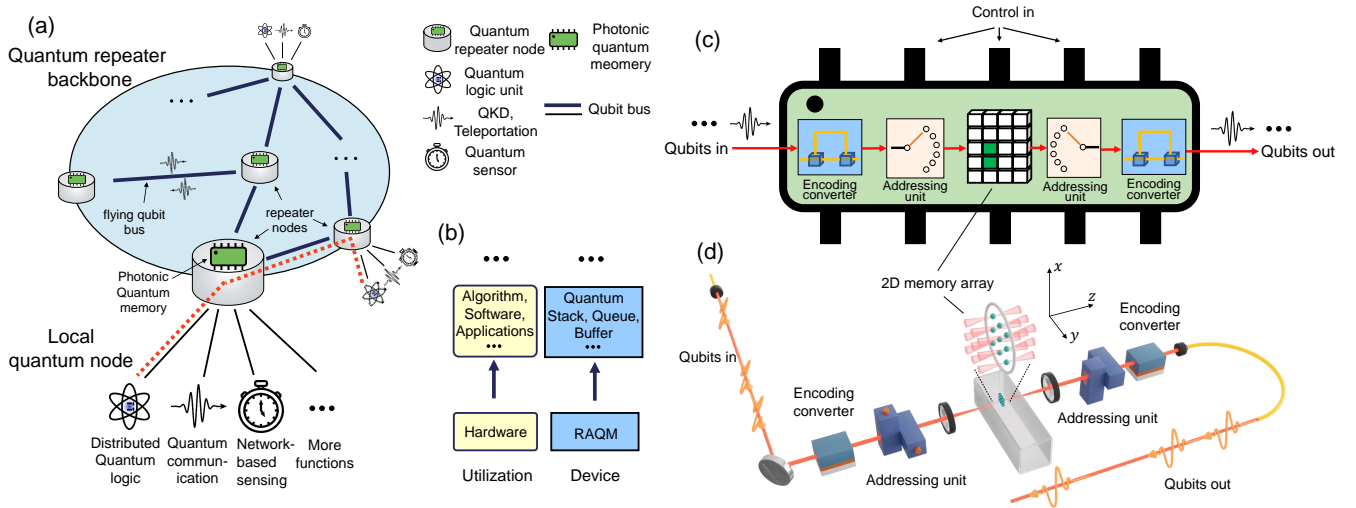 (a)
Quantum repeater
backbone
•••
•••
flying qubit
bus
repeater
nodes
Photonic
Quantum
memory
Local
quantum node
Distributed
Quantum
logic
Quantum
commun-
ication
Network-
based
sensing
•••
More
functions
Quantum
repeater node
Photonic
quantum
meomery
Quantum
logic unit
QKD,
Teleportation
Qubit bus
Quantum
sensor
(b)
•••
•••
Algorithm,
Software,
Applications
•••
Quantum
Stack, Queue,
Buffer
•••
Hardware
RAQM
Utilization
Device
(c)
Control in
•••
•••
Qubits in
Qubits out
Encoding
converter
Addressing
unit
Addressing
unit
Encoding
converter
(d)
2D memory array
x
z
y
Qubits in
Encoding
converter
Addressing unit
Encoding
converter
Addressing unit
Qubits out